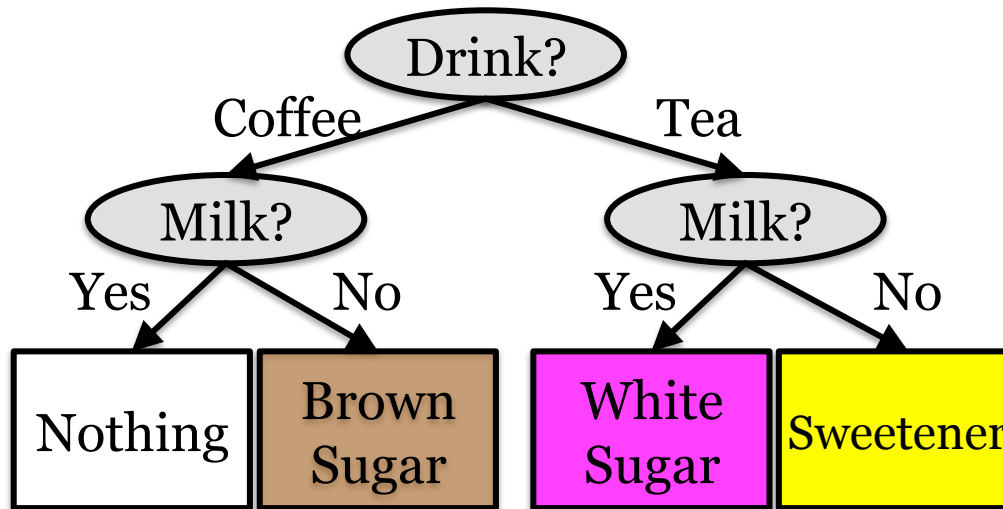 Drink?
Coffee Tea
Milk? Milk?
Yes No Yes No
Nothing Brown Sugar White Sugar Sweetener